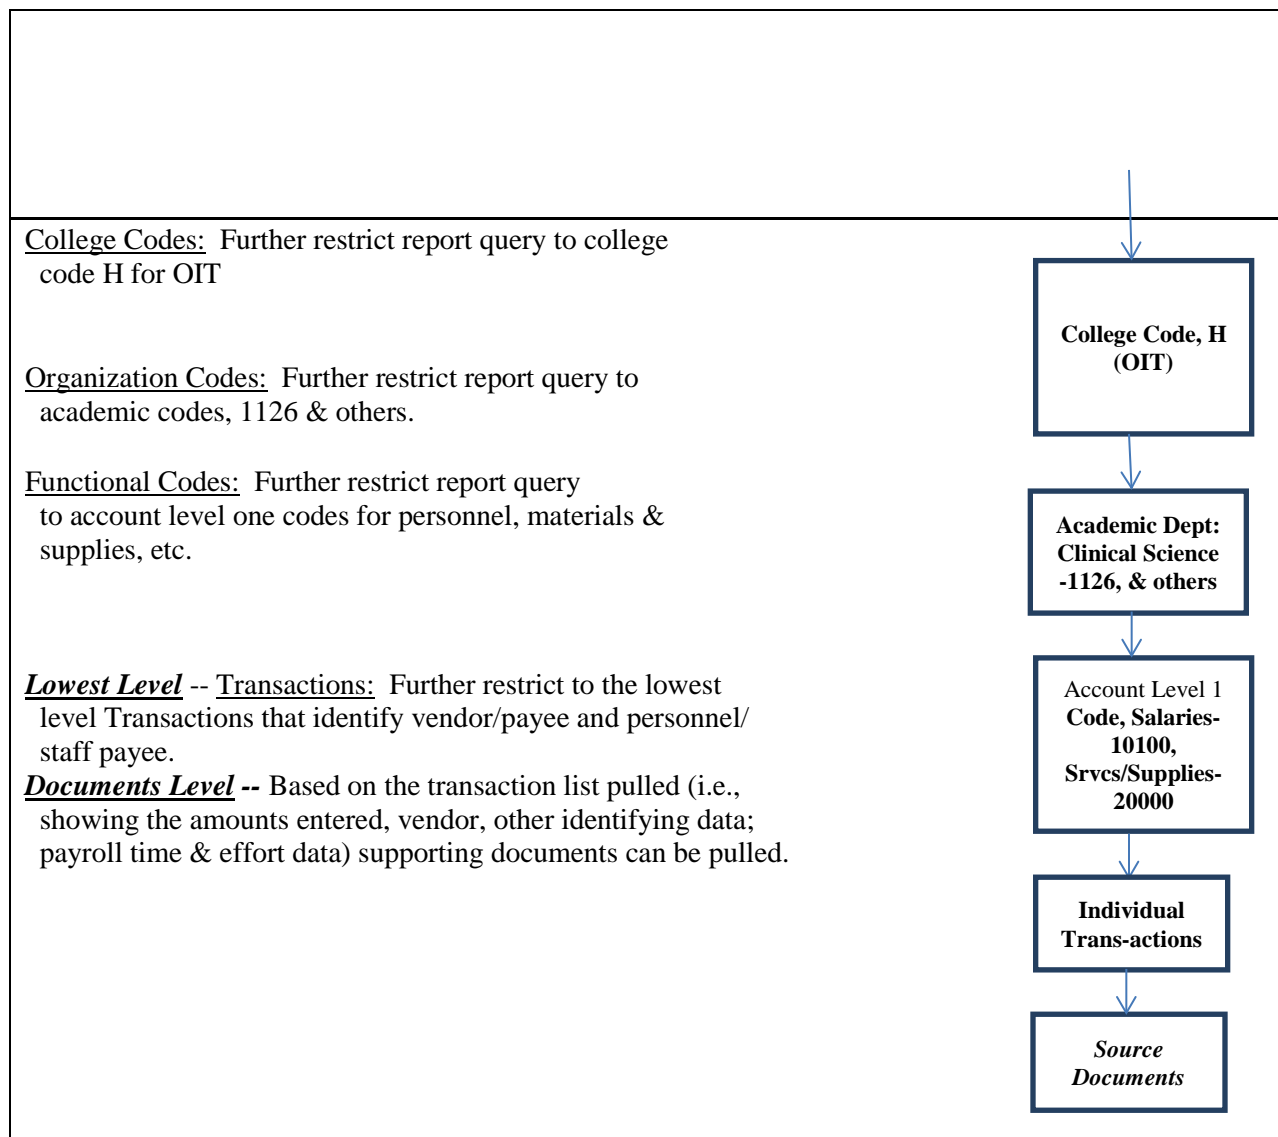 College Codes:  Further restrict report query to college
code H for OIT
Organization Codes:  Further restrict report query to
academic codes, 1126 & others.
Functional Codes:  Further restrict report query
to account level one codes for personnel, materials &
supplies, etc.
Lowest Level -- Transactions:  Further restrict to the lowest
level Transactions that identify vendor/payee and personnel/
staff payee.
Documents Level -- Based on the transaction list pulled (i.e.,
showing the amounts entered, vendor, other identifying data;
payroll time & effort data) supporting documents can be pulled.
College Code, H
(OIT)
Academic Dept:
Clinical Science
-1126, & others
Account Level 1
Code, Salaries-
10100,
Srvcs/Supplies-
20000
Individual
Trans-actions
Source
Documents